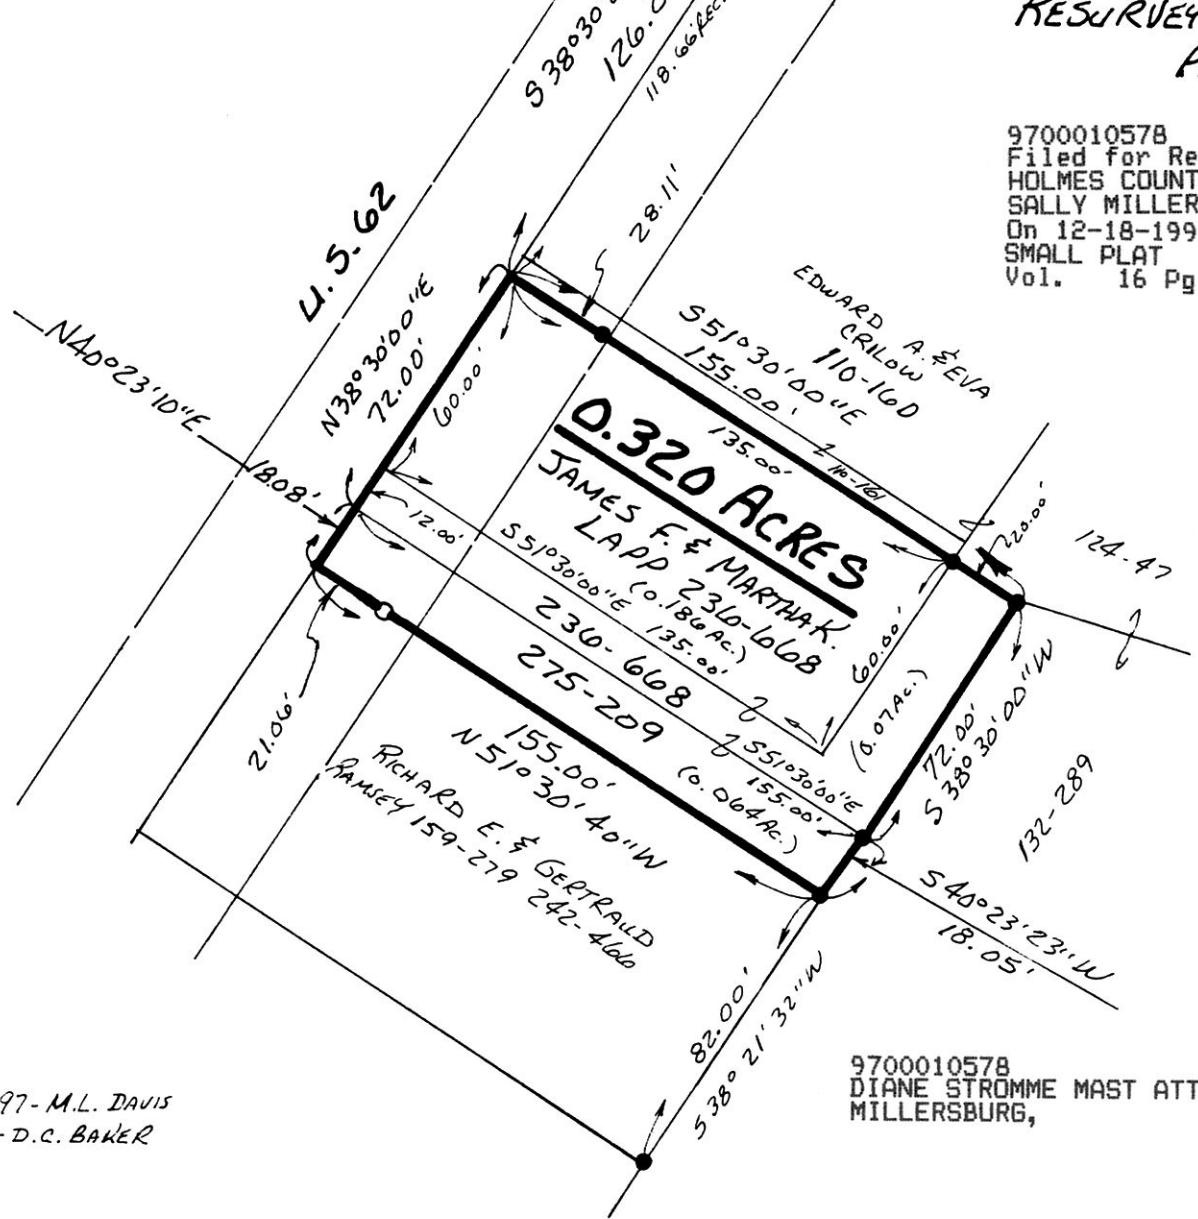 RESURVEY
9700010578
Filed for Re
HOLMES COUNT
SALLY MILLER
On 12-18-199
SMALL PLAT
Vol. 16 Pg
S 38°30'
126.0
118.66 REC.
U.S. 62
28.11'
N40°23'10"E
18.08'
N38°30'00"E
72.00'
60.00'
12.00'
EDWARD A. & EVA
CRILOW
110-160
S51°30'00"E
155.00'
135.00'
110-161
0.320 ACRES
JAMES F. & MARTHA K.
LAPP 236-668
(0.186 AC.)
S51°30'00"E 135.00'
236-668
275-209
60.00'
(0.07 AC.)
20.00'
124-47
132-289
72.00'
S 38°30'00"W
S51°30'00"E
155.00'
(0.064 AC.)
155.00'
N51°30'40"W
21.06'
RICHARD E. & GERTRAUD
RAMSEY 159-279 242-466
S40°23'23"W
18.05'
82.00'
S38°21'32"W
97- M.L. DAVIS
- D.C. BAKER
9700010578
DIANE STROMME MAST ATT
MILLERSBURG,